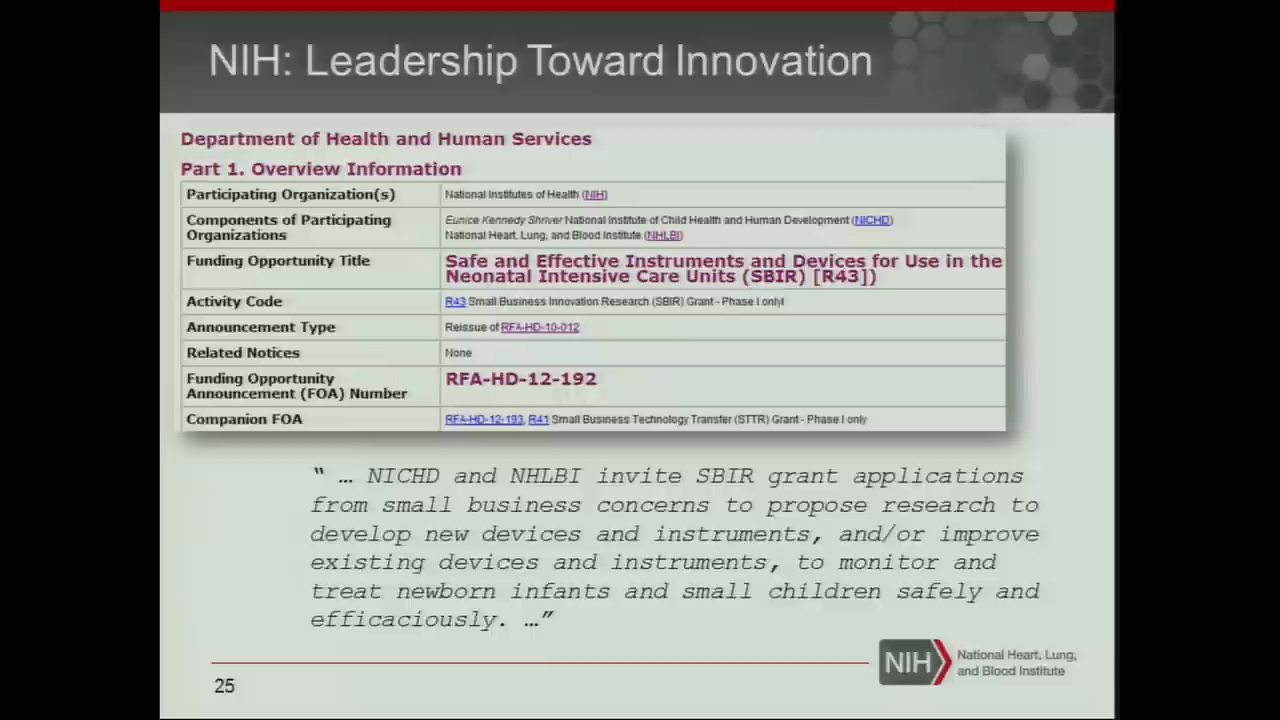 NIH: Leadership Toward Innovation
Department of Health and Human Services
Part 1. Overview Information
Participating Organization(s) National Institutes of Health (NIH)
Components of Participating Organizations Eunice Kennedy Shriver National Institute of Child Health and Human Development (NICHD)
National Heart, Lung, and Blood Institute (NHLBI)
Funding Opportunity Title Safe and Effective Instruments and Devices for Use in the
Neonatal Intensive Care Units (SBIR) [R43])
Activity Code R43 Small Business Innovation Research (SBIR) Grant - Phase I only
Announcement Type Reissue of RFA-HD-10-012
Related Notices None
Funding Opportunity
Announcement (FOA) Number RFA-HD-12-192
Companion FOA RFA-HD-12-193, R41 Small Business Technology Transfer (STTR) Grant - Phase I only
“ … NICHD and NHLBI invite SBIR grant applications
from small business concerns to propose research to
develop new devices and instruments, and/or improve
existing devices and instruments, to monitor and
treat newborn infants and small children safely and
efficaciously. …”
NIH National Heart, Lung,
and Blood Institute
25